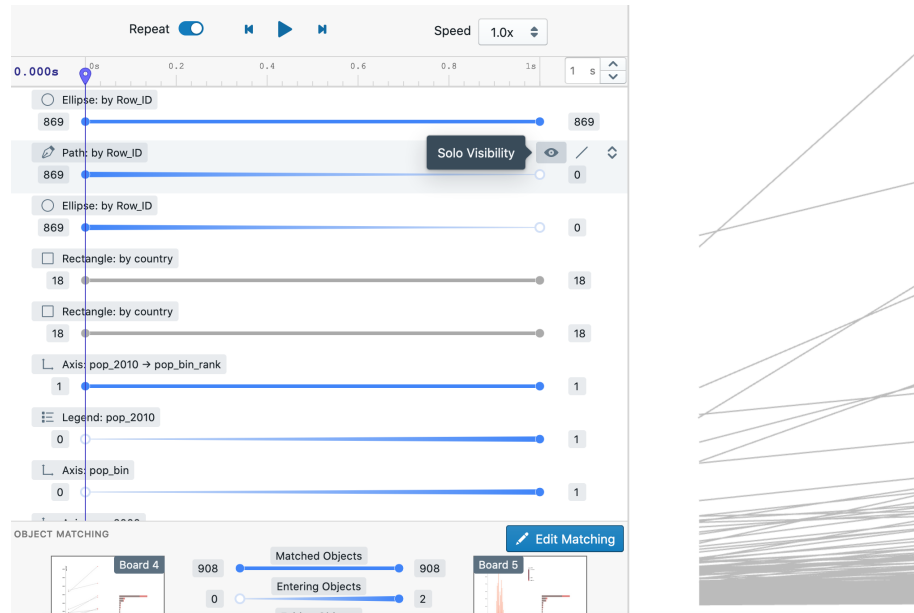 Repeat Speed 1.0x
0.000s 0s 0.2 0.4 0.6 0.8 1s 1 s
Ellipse: by Row_ID
869 869
Path: by Row_ID Solo Visibility
869 0
Ellipse: by Row_ID
869 0
Rectangle: by country
18 18
Rectangle: by country
18 18
Axis: pop_2010 → pop_bin_rank
1 1
Legend: pop_2010
0 1
Axis: pop_bin
0 1
OBJECT MATCHING Edit Matching
Board 4 Matched Objects Board 5
908 908
Entering Objects
0 2